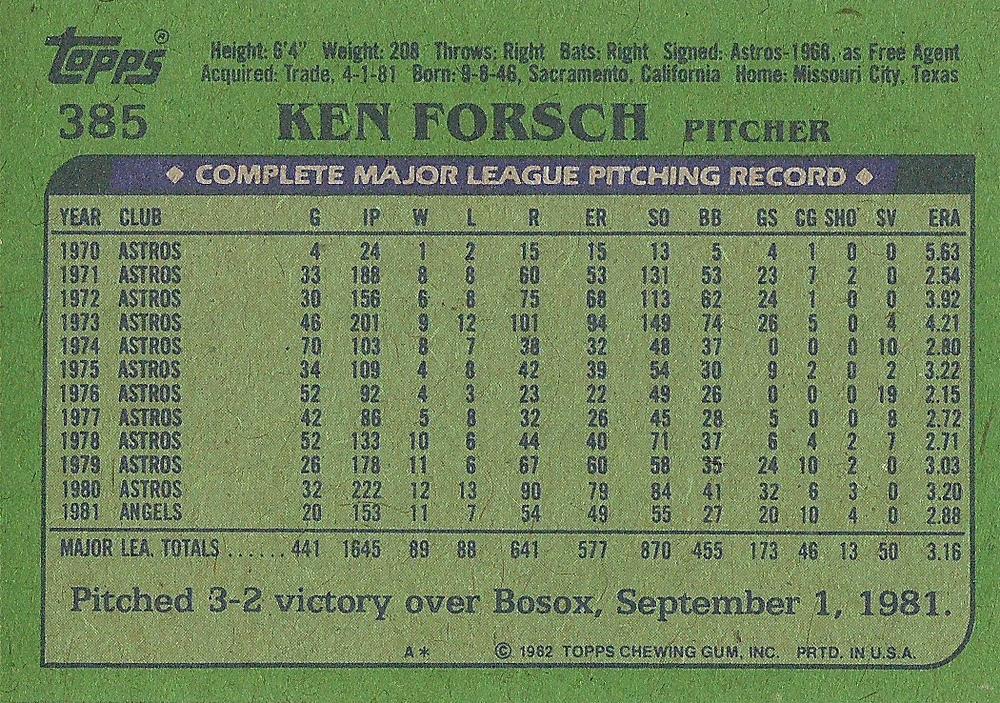 Topps®
Height: 6'4" Weight: 208 Throws: Right Bats: Right Signed: Astros-1968, as Free Agent
Acquired: Trade, 4-1-81 Born: 9-8-46, Sacramento, California Home: Missouri City, Texas
385 KEN FORSCH PITCHER
COMPLETE MAJOR LEAGUE PITCHING RECORD
YEAR CLUB G IP W L R ER SO BB GS CG SHO SV ERA
1970 ASTROS 4 24 1 2 15 15 13 5 4 1 0 0 5.63
1971 ASTROS 33 188 8 8 60 53 131 53 23 7 2 0 2.54
1972 ASTROS 30 156 6 8 75 68 113 62 24 1 0 0 3.92
1973 ASTROS 46 201 9 12 101 94 149 74 26 5 0 4 4.21
1974 ASTROS 70 103 8 7 38 32 48 37 0 0 0 10 2.80
1975 ASTROS 34 109 4 8 42 39 54 30 9 2 0 2 3.22
1976 ASTROS 52 92 4 3 23 22 49 26 0 0 0 19 2.15
1977 ASTROS 42 86 5 8 32 26 45 28 5 0 0 8 2.72
1978 ASTROS 52 133 10 6 44 40 71 37 6 4 2 7 2.71
1979 ASTROS 26 178 11 6 67 60 58 35 24 10 2 0 3.03
1980 ASTROS 32 222 12 13 90 79 84 41 32 6 3 0 3.20
1981 ANGELS 20 153 11 7 54 49 55 27 20 10 4 0 2.88
MAJOR LEA. TOTALS ...... 441 1645 89 88 641 577 870 455 173 46 13 50 3.16
Pitched 3-2 victory over Bosox, September 1, 1981.
A* © 1982 TOPPS CHEWING GUM, INC. PRTD. IN U.S.A.